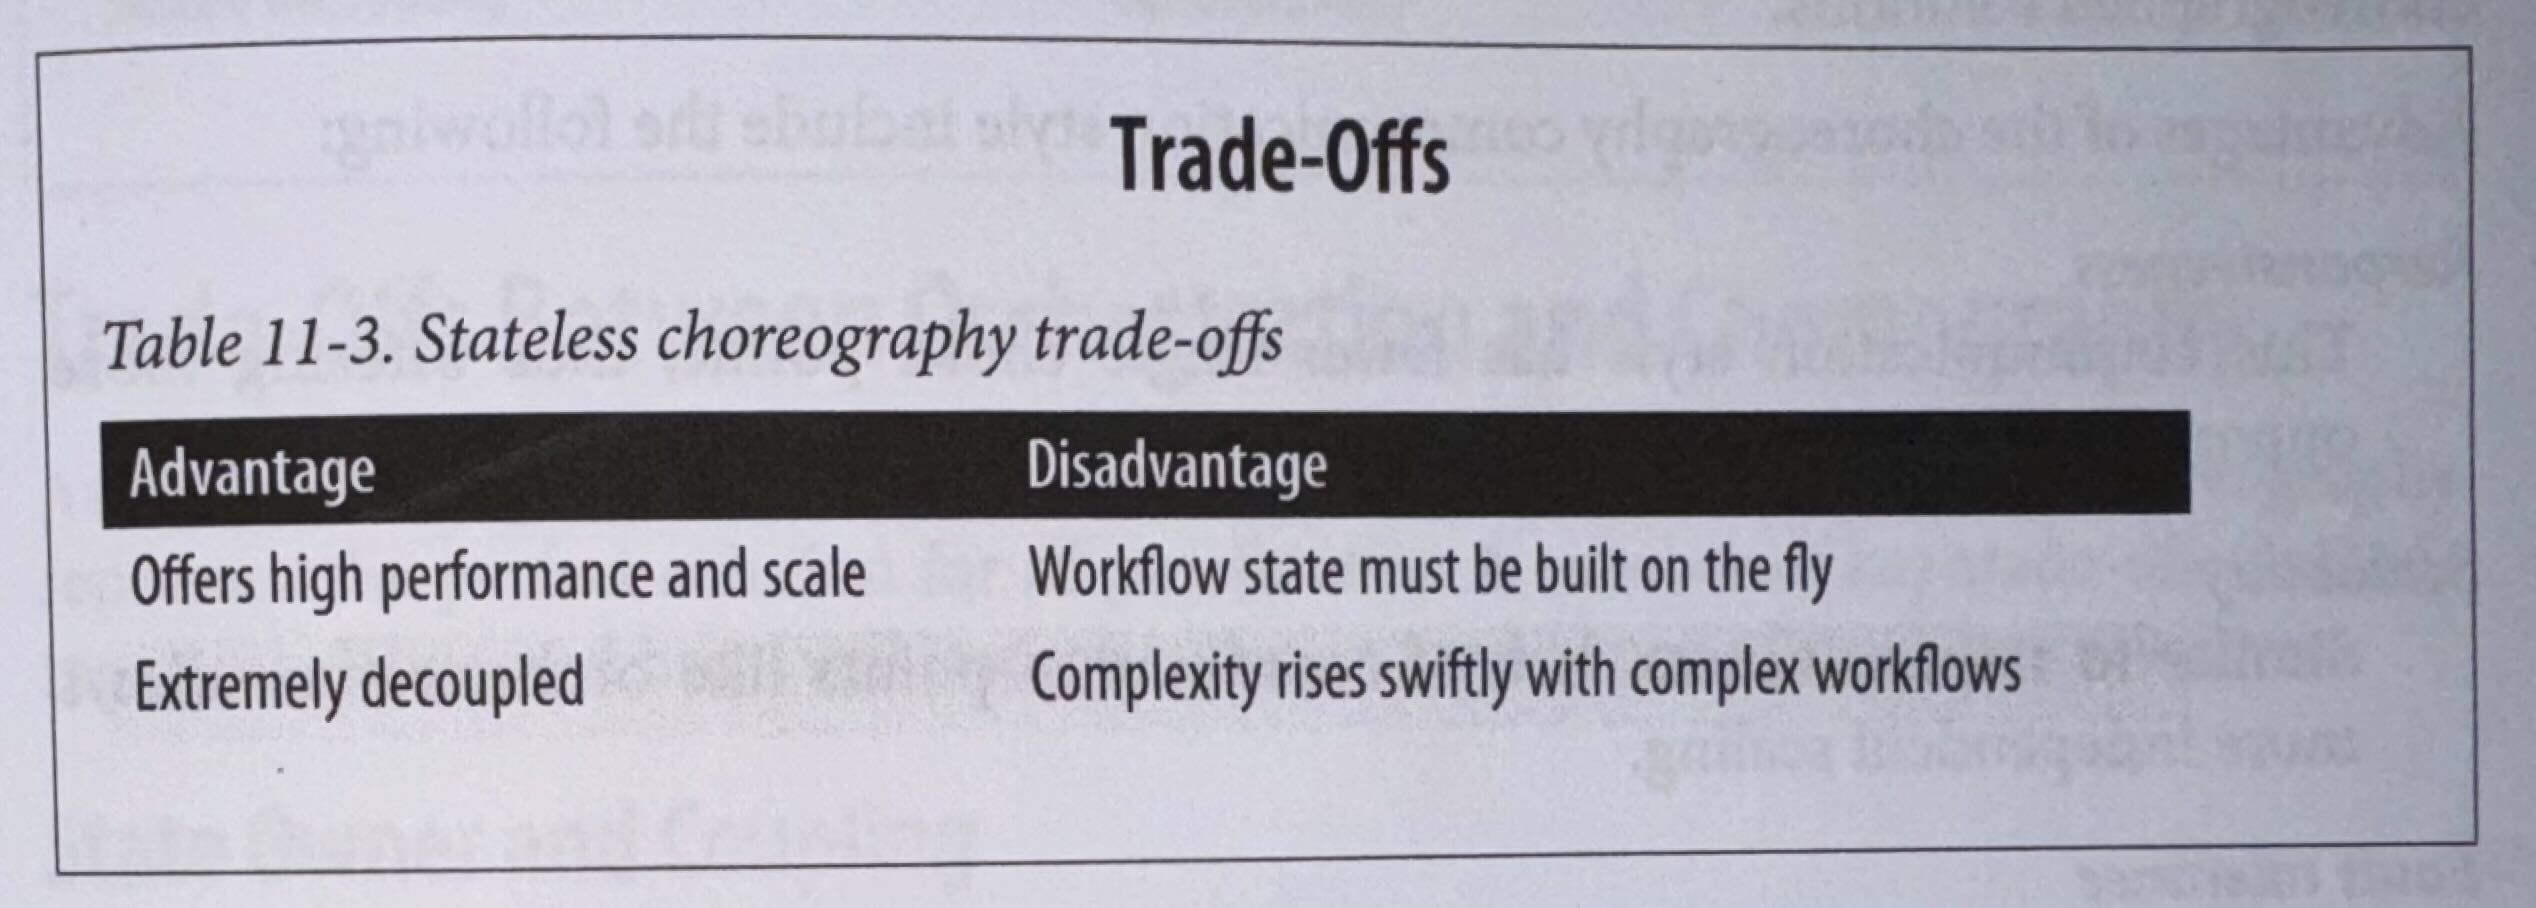 Trade-Offs
Table 11-3. Stateless choreography trade-offs
Advantage Disadvantage
Offers high performance and scale Workflow state must be built on the fly
Extremely decoupled Complexity rises swiftly with complex workflows